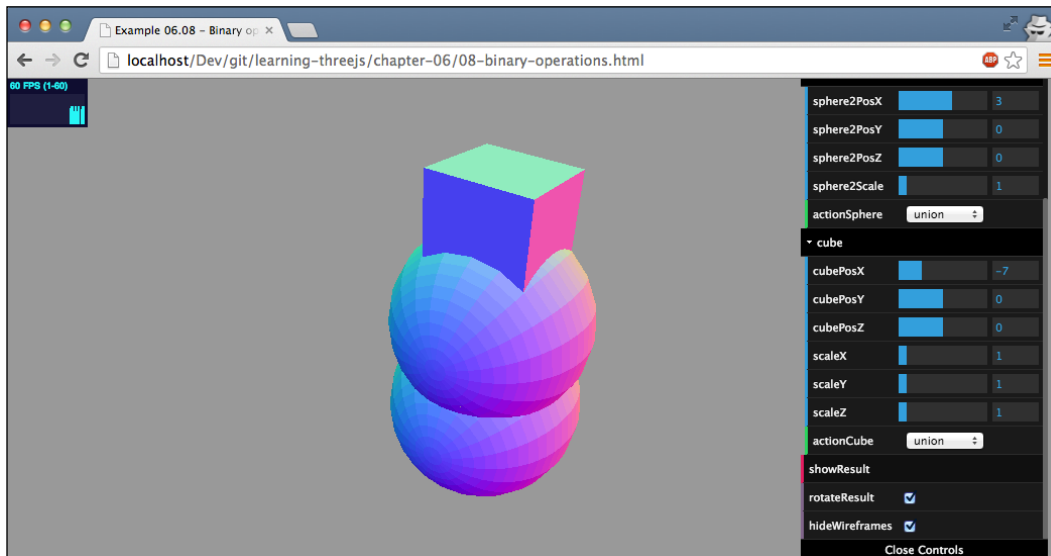 Example 06.08 – Binary op
localhost/Dev/git/learning-threejs/chapter-06/08-binary-operations.html
ABP
60 FPS (1-60)
sphere2PosX 3
sphere2PosY 0
sphere2PosZ 0
sphere2Scale 1
actionSphere union
cube
cubePosX -7
cubePosY 0
cubePosZ 0
scaleX 1
scaleY 1
scaleZ 1
actionCube union
showResult
rotateResult
hideWireframes
Close Controls